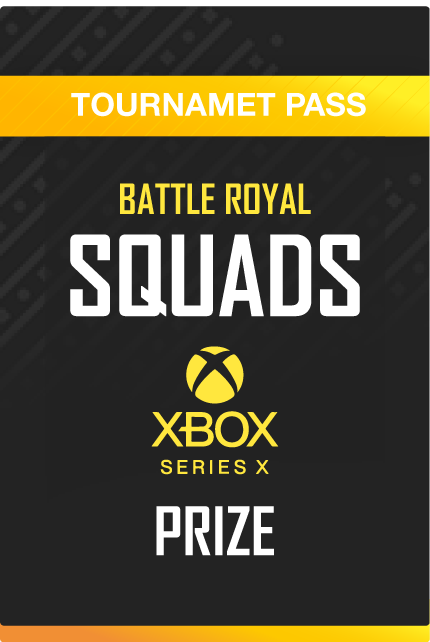 TOURNAMET PASS
BATTLE ROYAL
SQUADS
XBOX
SERIES X
PRIZE